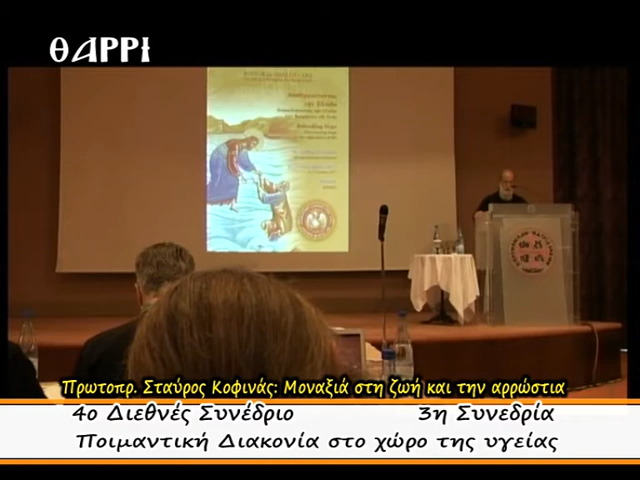 ΘΑΡΡΙ
Πρωτοπρ. Σταύρος Κοφινάς: Μοναξιά στη ζωή και την αρρώστια
4ο Διεθνές Συνέδριο 3η Συνεδρία
Ποιμαντική Διακονία στο χώρο της υγείας